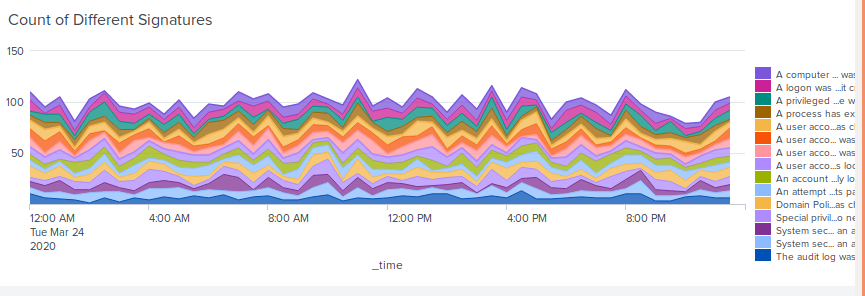 Count of Different Signatures
150
100
50
12:00 AM
Tue Mar 24
2020
4:00 AM
8:00 AM
12:00 PM
4:00 PM
8:00 PM
_time
A computer ... was
A logon was ...it c
A privileged ...e w
A process has ex
A user acco...as c
A user acco... was
A user acco... was
A user acco...s loc
An account ...ly lo
An attempt ...ts pa
Domain Poli...as c
Special privil...o ne
System sec... an a
System sec... an a
The audit log was